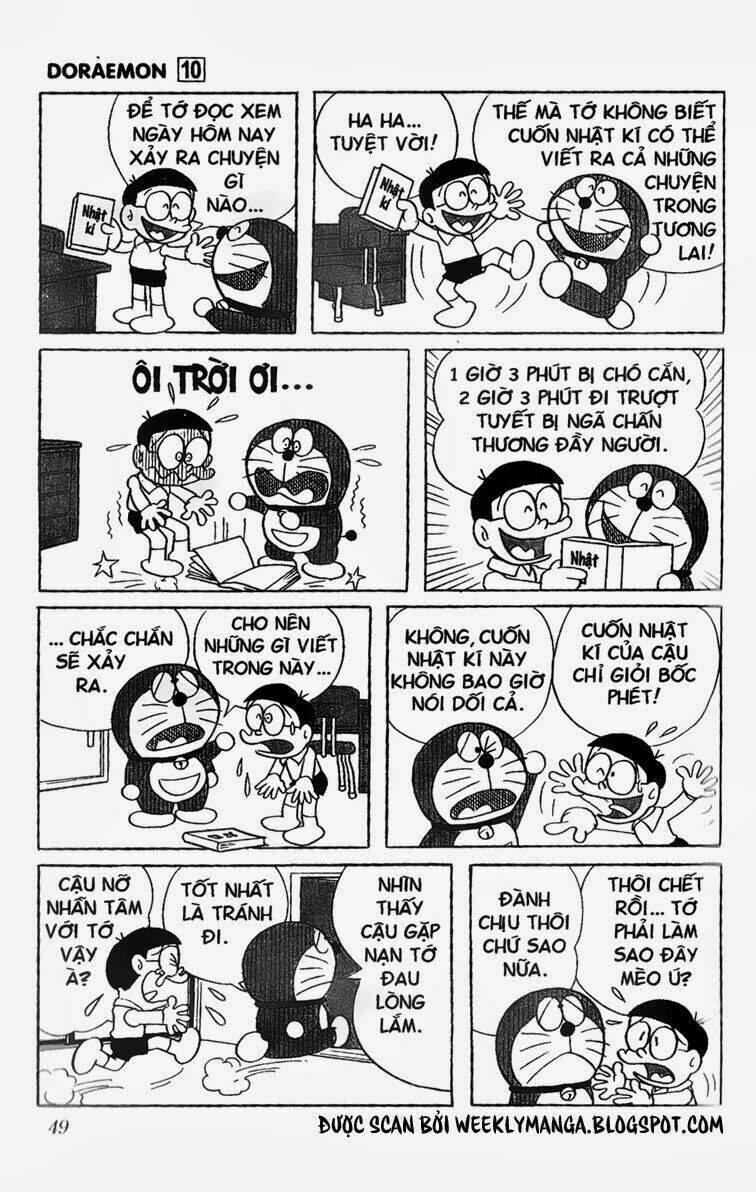 DORAEMON 10
THẾ MÀ TỚ KHÔNG BIẾT
CUỐN NHẬT KÍ CÓ THỂ
VIẾT RA CẢ NHỮNG
CHUYỆN
TRONG
TƯƠNG
LAI!
HA HA...
TUYỆT VỜI!
Nhật
kí
ĐỂ TỚ ĐỌC XEM
NGÀY HÔM NAY
XẢY RA CHUYỆN
GÌ
NÀO...
Nhật
kí
1 GIỜ 3 PHÚT BỊ CHÓ CẮN,
2 GIỜ 3 PHÚT ĐI TRƯỢT
TUYẾT BỊ NGÃ CHẤN
THƯƠNG ĐẦY NGƯỜI.
Nhật
ÔI TRỜI ƠI...
CUỐN NHẬT
KÍ CỦA CẬU
CHỈ GIỎI BỐC
PHÉT!
KHÔNG, CUỐN
NHẬT KÍ NÀY
KHÔNG BAO GIỜ
NÓI DỐI CẢ.
CHO NÊN
NHỮNG GÌ VIẾT
TRONG NÀY...
... CHẮC CHẮN
SẼ XẢY
RA.
THÔI CHẾT
RỒI... TỚ
PHẢI LÀM
SAO ĐÂY
MÈO Ú?
ĐÀNH
CHỊU THÔI
CHỨ SAO
NỮA.
NHÌN
THẤY
CẬU GẶP
NẠN TỚ
ĐAU
LÒNG
LẮM.
TỐT NHẤT
LÀ TRÁNH
ĐI.
CẬU NỠ
NHẪN TÂM
VỚI TỚ
VẬY
À?
49
ĐƯỢC SCAN BỞI WEEKLYMANGA.BLOGSPOT.COM